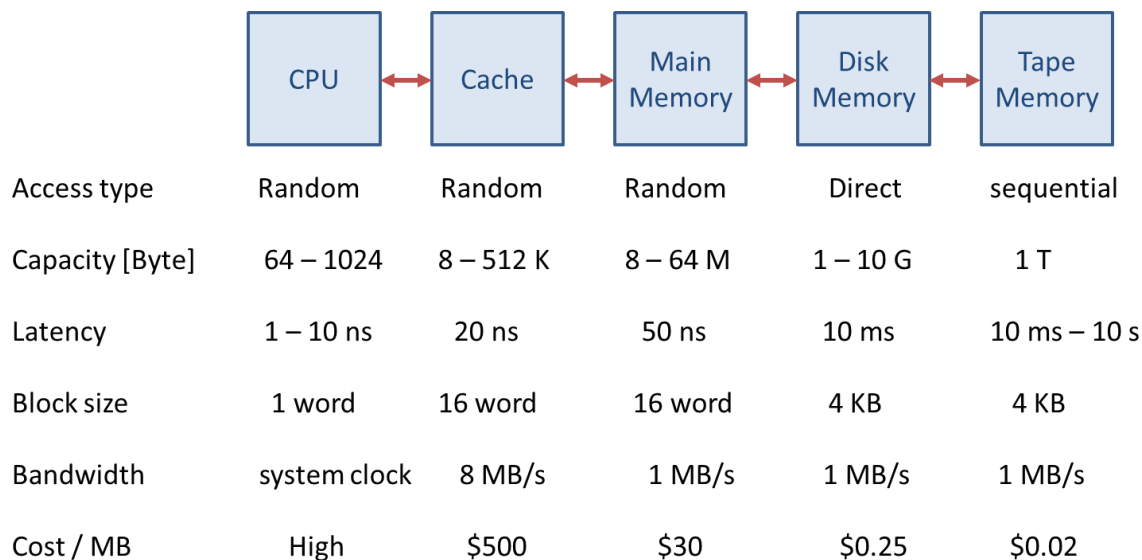 CPU Cache Main Memory Disk Memory Tape Memory
Access type Random Random Random Direct sequential
Capacity [Byte] 64 – 1024 8 – 512 K 8 – 64 M 1 – 10 G 1 T
Latency 1 – 10 ns 20 ns 50 ns 10 ms 10 ms – 10 s
Block size 1 word 16 word 16 word 4 KB 4 KB
Bandwidth system clock 8 MB/s 1 MB/s 1 MB/s 1 MB/s
Cost / MB High $500 $30 $0.25 $0.02